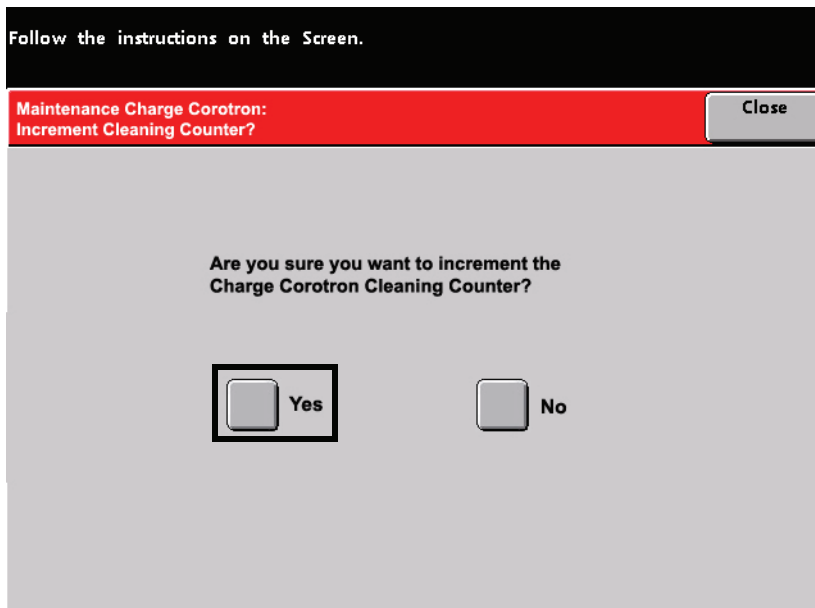 Follow the instructions on the Screen.
Maintenance Charge Corotron:
Increment Cleaning Counter?
Close
Are you sure you want to increment the
Charge Corotron Cleaning Counter?
Yes
No